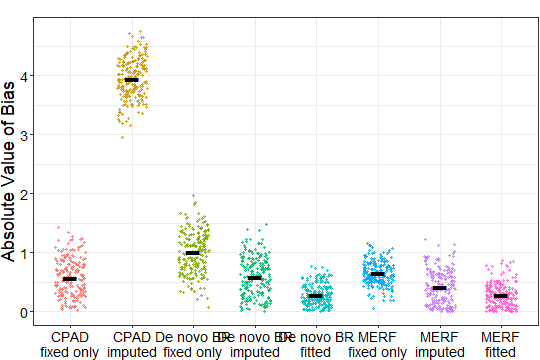 Absolute Value of Bias
4
3
2
1
0
CPAD CPAD De novo BR De novo BR De novo BR MERF MERF MERF
fixed only imputed fixed only imputed fitted fixed only imputed fitted